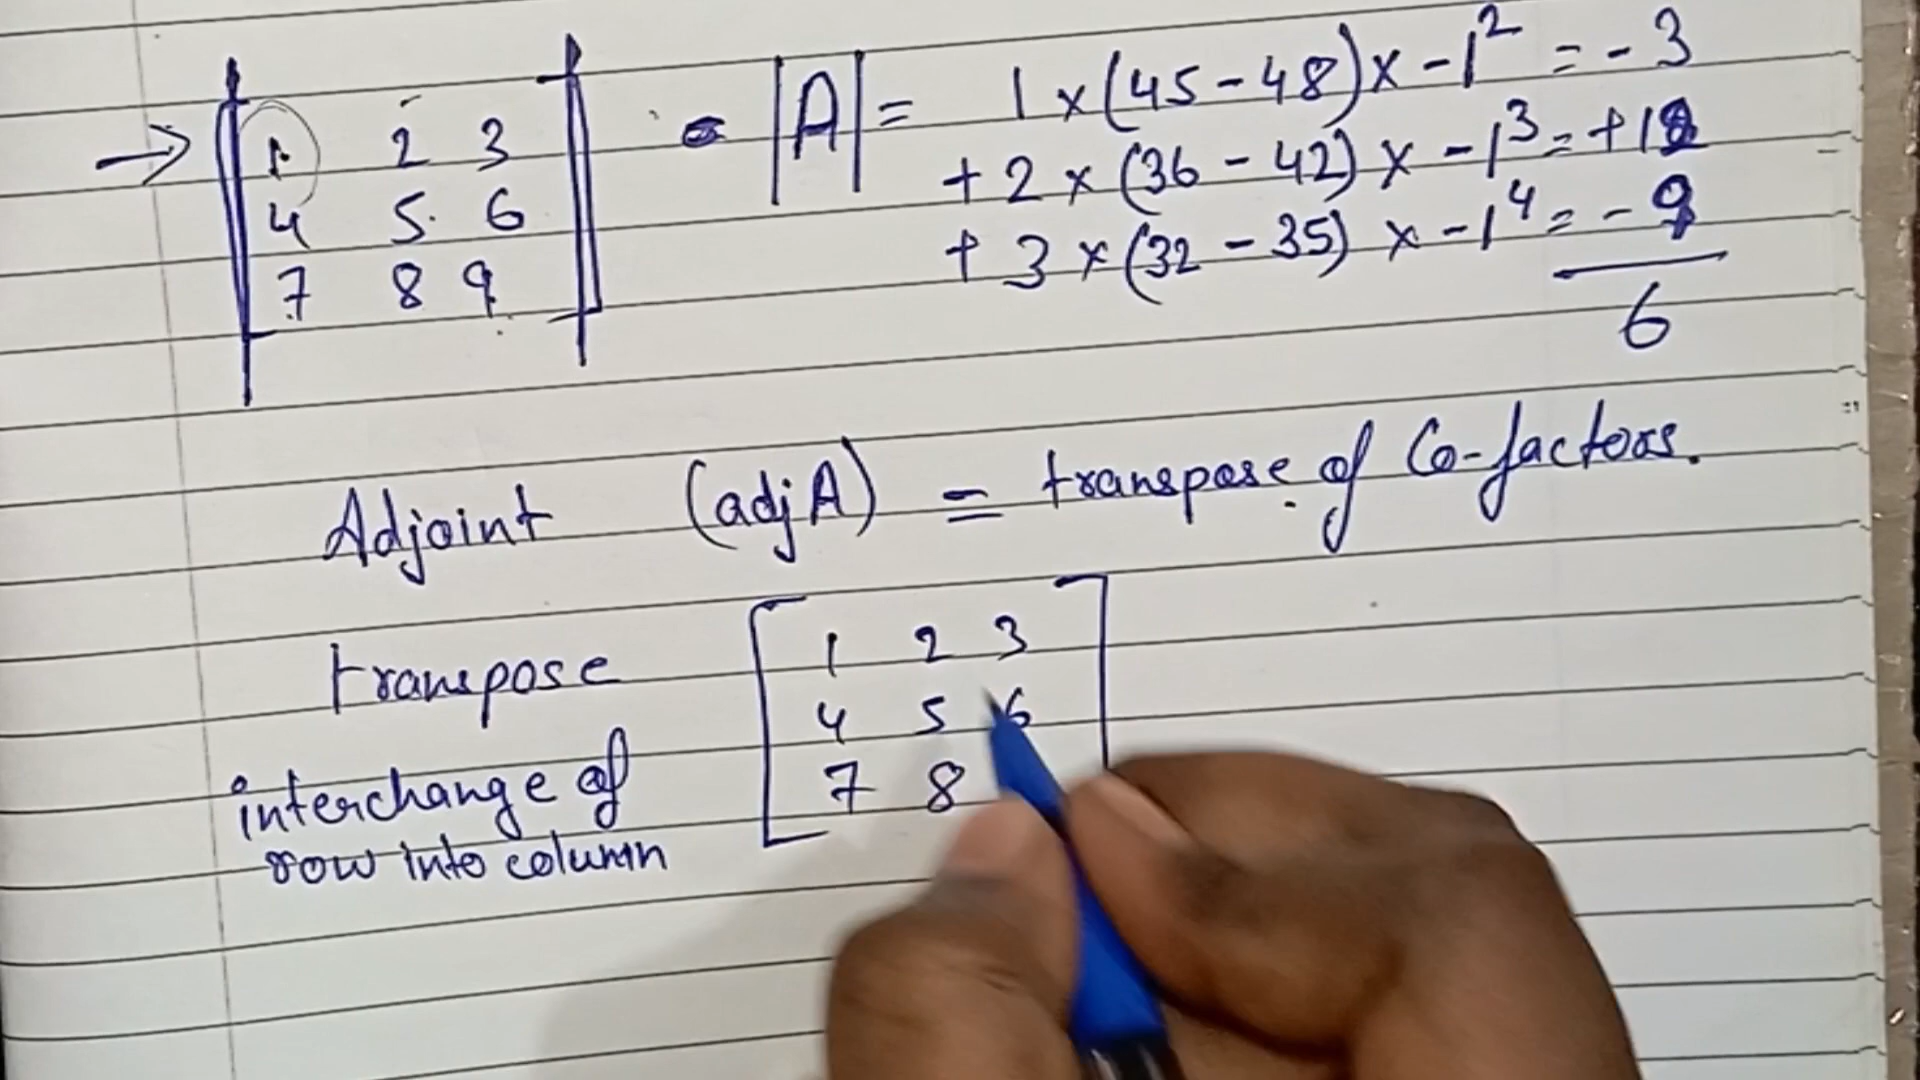 → | 1 2 3 |
4 5 6
7 8 9
|A| = 1 × (45 - 48) × -1² = -3
+ 2 × (36 - 42) × -1³ = +12
+ 3 × (32 - 35) × -1⁴ = -9
6
Adjoint (adj A) = transpose of Co-factors.
transpose [ 1 2 3 ]
4 5 6
7 8
interchange of
row into column